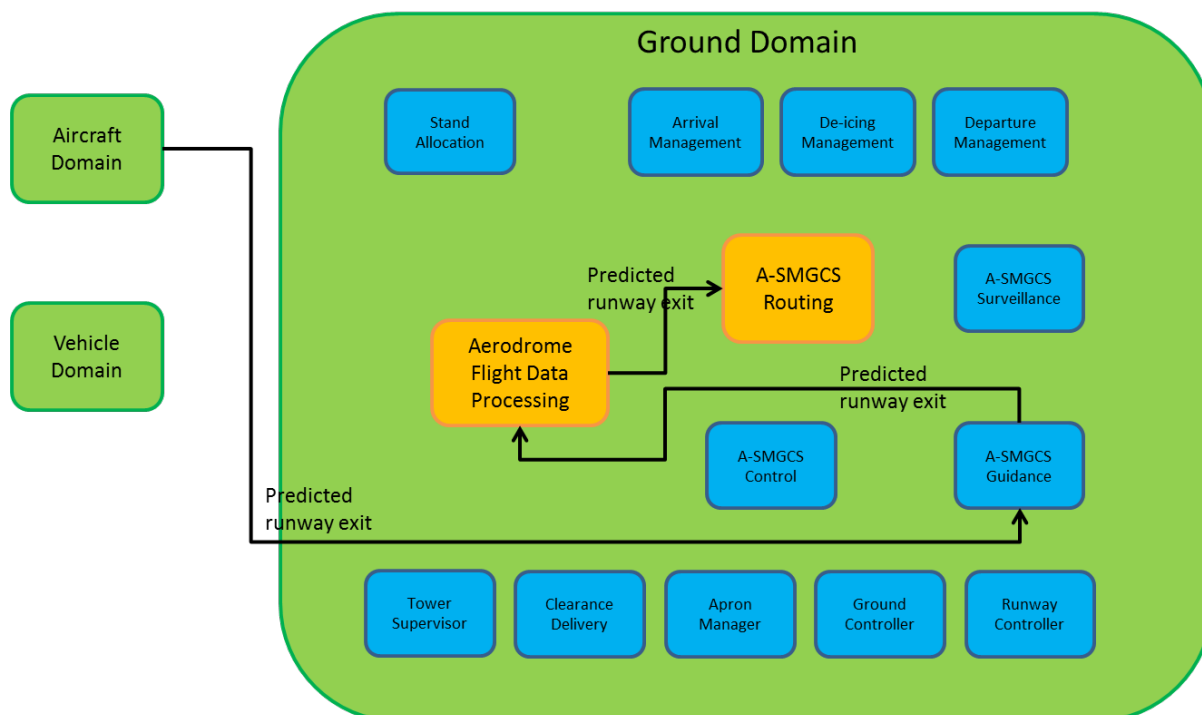 Ground Domain
Aircraft
Domain
Stand
Allocation
Arrival
Management
De-icing
Management
Departure
Management
Predicted
runway exit
A-SMGCS
Routing
A-SMGCS
Surveillance
Vehicle
Domain
Aerodrome
Flight Data
Processing
Predicted
runway exit
A-SMGCS
Control
A-SMGCS
Guidance
Predicted
runway exit
Tower
Supervisor
Clearance
Delivery
Apron
Manager
Ground
Controller
Runway
Controller